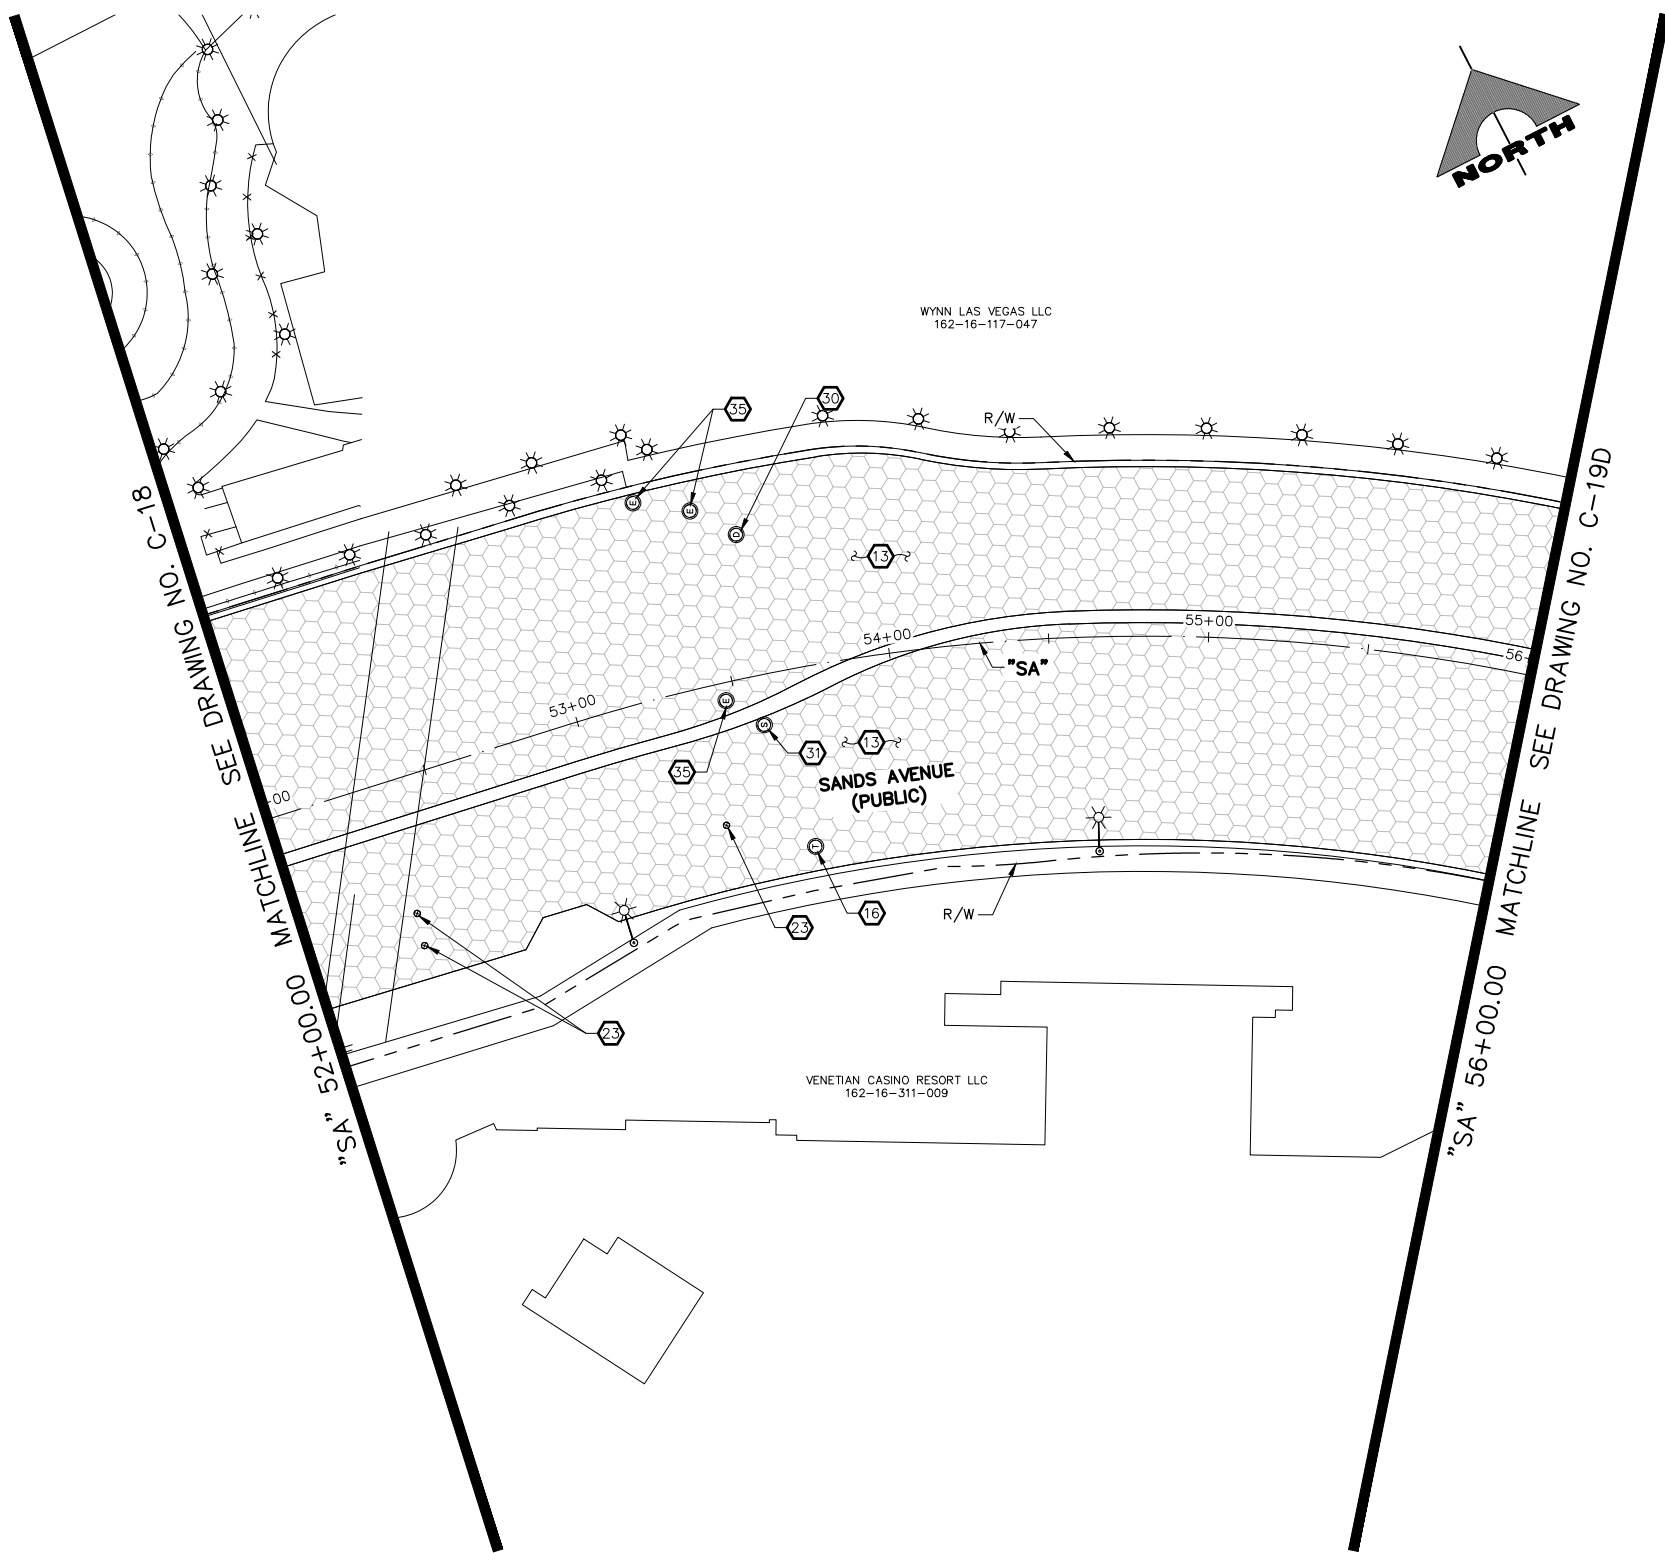 NORTH
WYNN LAS VEGAS LLC
162-16-117-047
35
30
R/W
E
E
D
13
54+00
55+00
"SA"
56
53+00
E
S
31
13
35
SANDS AVENUE
(PUBLIC)
00
T
16
R/W
23
23
VENETIAN CASINO RESORT LLC
162-16-311-009
"SA" 52+00.00 MATCHLINE SEE DRAWING NO. C-18
"SA" 56+00.00 MATCHLINE SEE DRAWING NO. C-19D